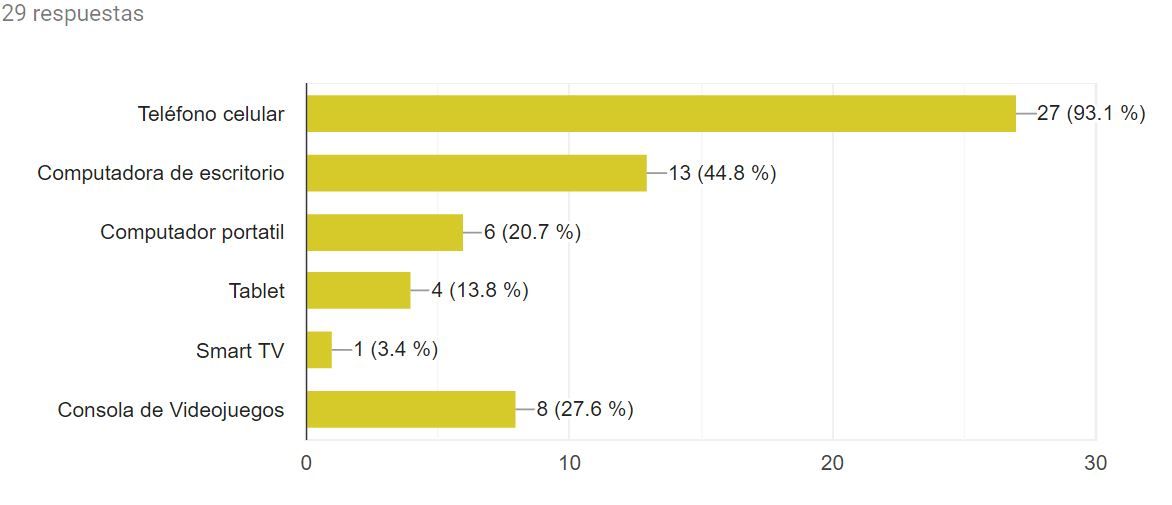 29 respuestas
Teléfono celular
27 (93.1 %)
Computadora de escritorio
13 (44.8 %)
Computador portatil
6 (20.7 %)
Tablet
4 (13.8 %)
Smart TV
1 (3.4 %)
Consola de Videojuegos
8 (27.6 %)
0 10 20 30